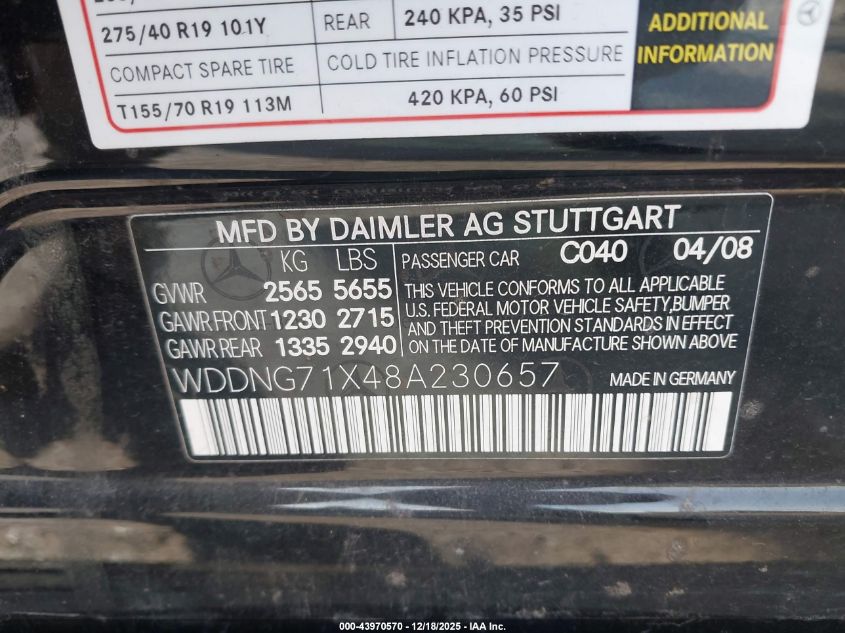 275/40 R19 101Y REAR 240 KPA, 35 PSI
COMPACT SPARE TIRE COLD TIRE INFLATION PRESSURE
T155/70 R19 113M 420 KPA, 60 PSI
ADDITIONAL
INFORMATION
MFD BY DAIMLER AG STUTTGART
KG LBS PASSENGER CAR C040 04/08
GVWR 2565 5655
GAWR FRONT 1230 2715
GAWR REAR 1335 2940
THIS VEHICLE CONFORMS TO ALL APPLICABLE
U.S. FEDERAL MOTOR VEHICLE SAFETY,BUMPER
AND THEFT PREVENTION STANDARDS IN EFFECT
ON THE DATE OF MANUFACTURE SHOWN ABOVE
WDDNG71X48A230657 MADE IN GERMANY
000-43970570 - 12/18/2025 - IAA Inc.